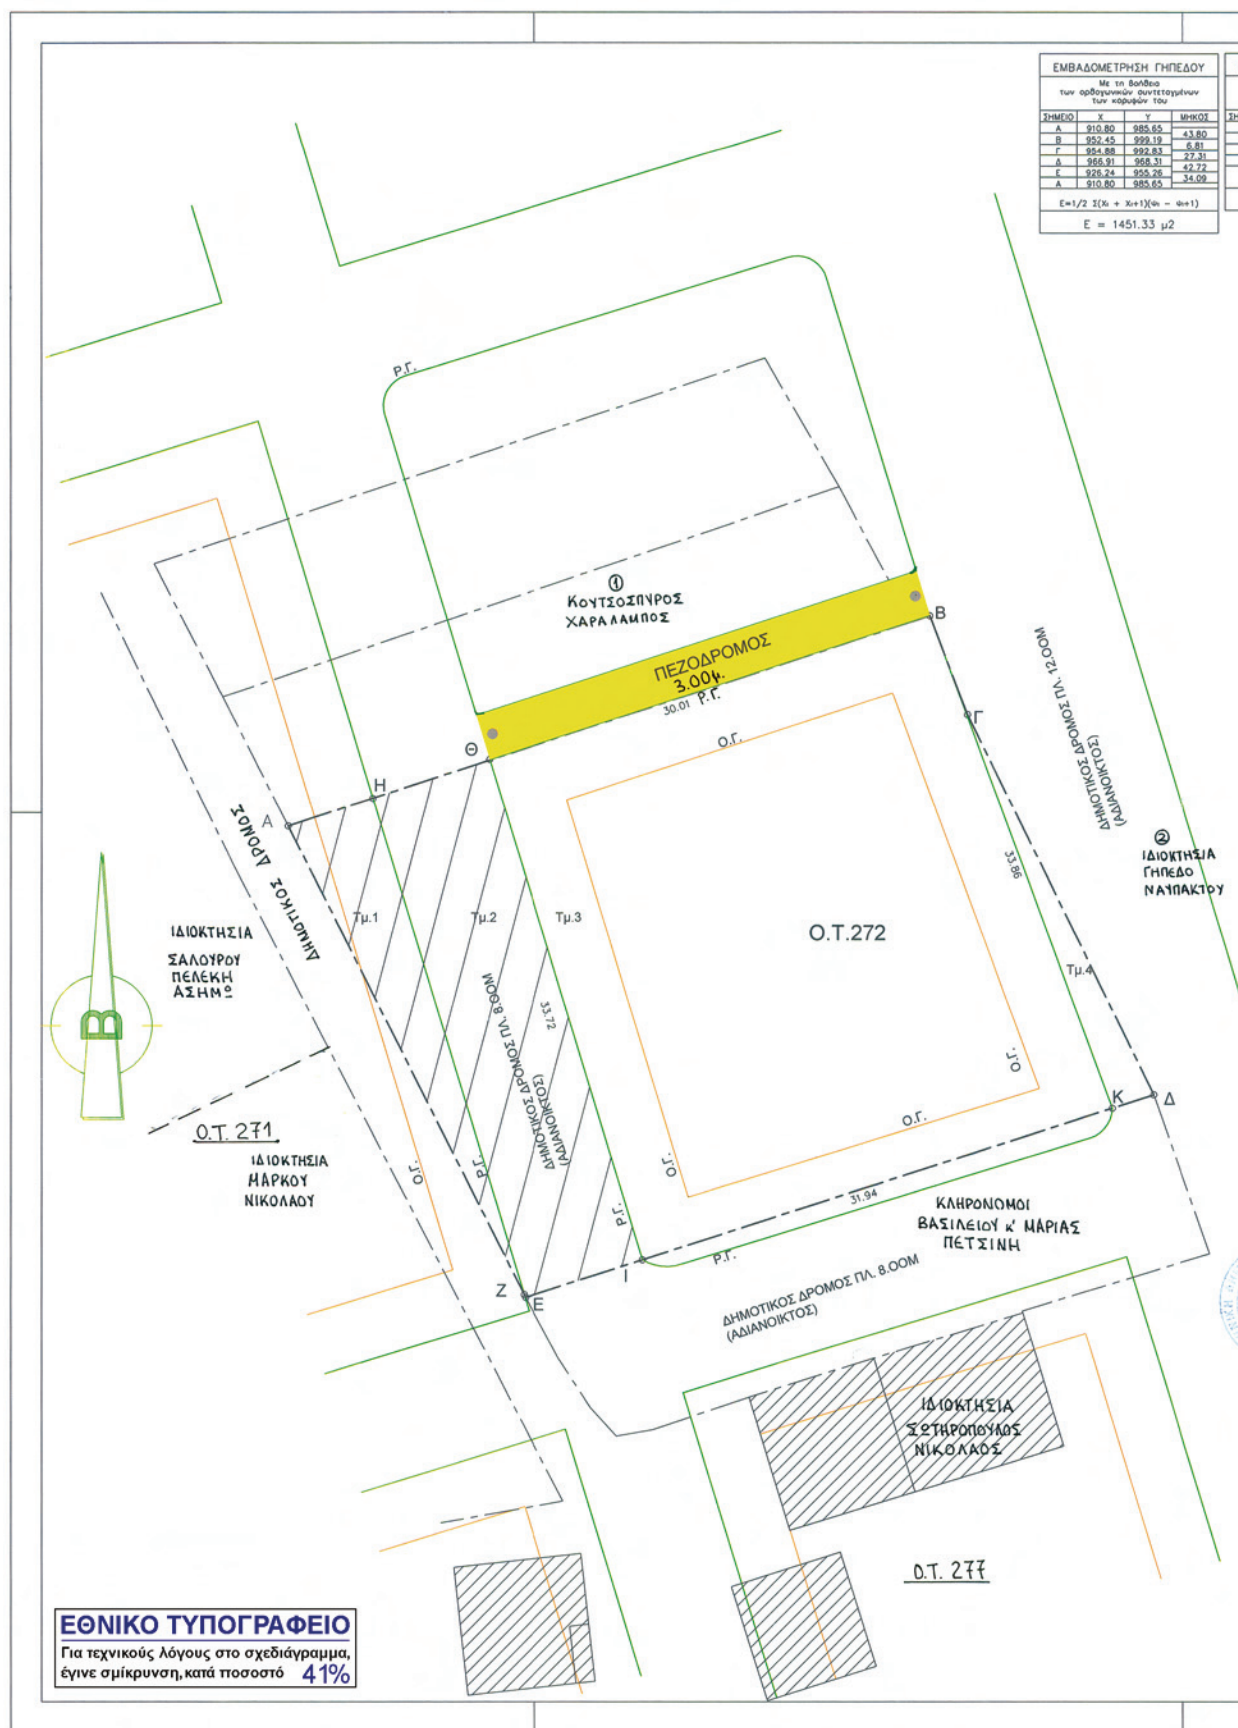 ΕΜΒΑΔΟΜΕΤΡΗΣΗ ΓΗΠΕΔΟΥ
Με τη βοήθεια
των ορθογωνικών συντεταγμένων
των κορυφών του
ΣΗΜΕΙΟ Χ Υ ΜΗΚΟΣ
Α 910.80 985.65
43.80
Β 952.45 999.19
6.81
Γ 954.88 992.83
27.31
Δ 966.91 968.31
42.72
Ε 926.24 955.26
34.09
Α 910.80 985.65
Ε = 1451.33 μ2
Ρ.Γ.
①
ΚΟΥΤΣΟΣΠΥΡΟΣ
ΧΑΡΑΛΑΜΠΟΣ
ΠΕΖΟΔΡΟΜΟΣ
3.00μ.
30.01 Ρ.Γ.
Β
Γ
Θ
Η
Α
Ο.Γ.
ΔΗΜΟΤΙΚΟΣ ΔΡΟΜΟΣ ΠΛ. 12.00Μ
(ΑΔΙΑΝΟΙΚΤΟΣ)
②
ΙΔΙΟΚΤΗΣΙΑ
ΓΗΠΕΔΟ
ΝΑΥΠΑΚΤΟΥ
ΔΗΜΟΤΙΚΟΣ ΔΡΟΜΟΣ
33.86
Τμ.1
Τμ.2
Τμ.3
Ο.Τ.272
Τμ.4
ΙΔΙΟΚΤΗΣΙΑ
ΣΑΛΟΥΡΟΥ
ΠΕΛΕΚΗ
ΑΣΗΜΩ
Β
33.72
ΔΗΜΟΤΙΚΟΣ ΔΡΟΜΟΣ ΠΛ. 8.00Μ
(ΑΔΙΑΝΟΙΚΤΟΣ)
Ο.Γ.
Κ
Δ
Ο.Γ.
Ο.Τ. 271
ΙΔΙΟΚΤΗΣΙΑ
ΜΑΡΚΟΥ
ΝΙΚΟΛΑΟΥ
Ο.Γ.
Ρ.Γ.
Ο.Γ.
Ρ.Γ.
31.94
ΚΛΗΡΟΝΟΜΟΙ
ΒΑΣΙΛΕΙΟΥ κ' ΜΑΡΙΑΣ
ΠΕΤΣΙΝΗ
Ρ.Γ.
Ι
Ζ
Ε
ΔΗΜΟΤΙΚΟΣ ΔΡΟΜΟΣ ΠΛ. 8.00Μ
(ΑΔΙΑΝΟΙΚΤΟΣ)
ΙΔΙΟΚΤΗΣΙΑ
ΣΩΤΗΡΟΠΟΥΛΟΣ
ΝΙΚΟΛΑΟΣ
Ο.Τ. 277
ΕΘΝΙΚΟ ΤΥΠΟΓΡΑΦΕΙΟ
Για τεχνικούς λόγους στο σχεδιάγραμμα,
έγινε σμίκρυνση, κατά ποσοστό 41%